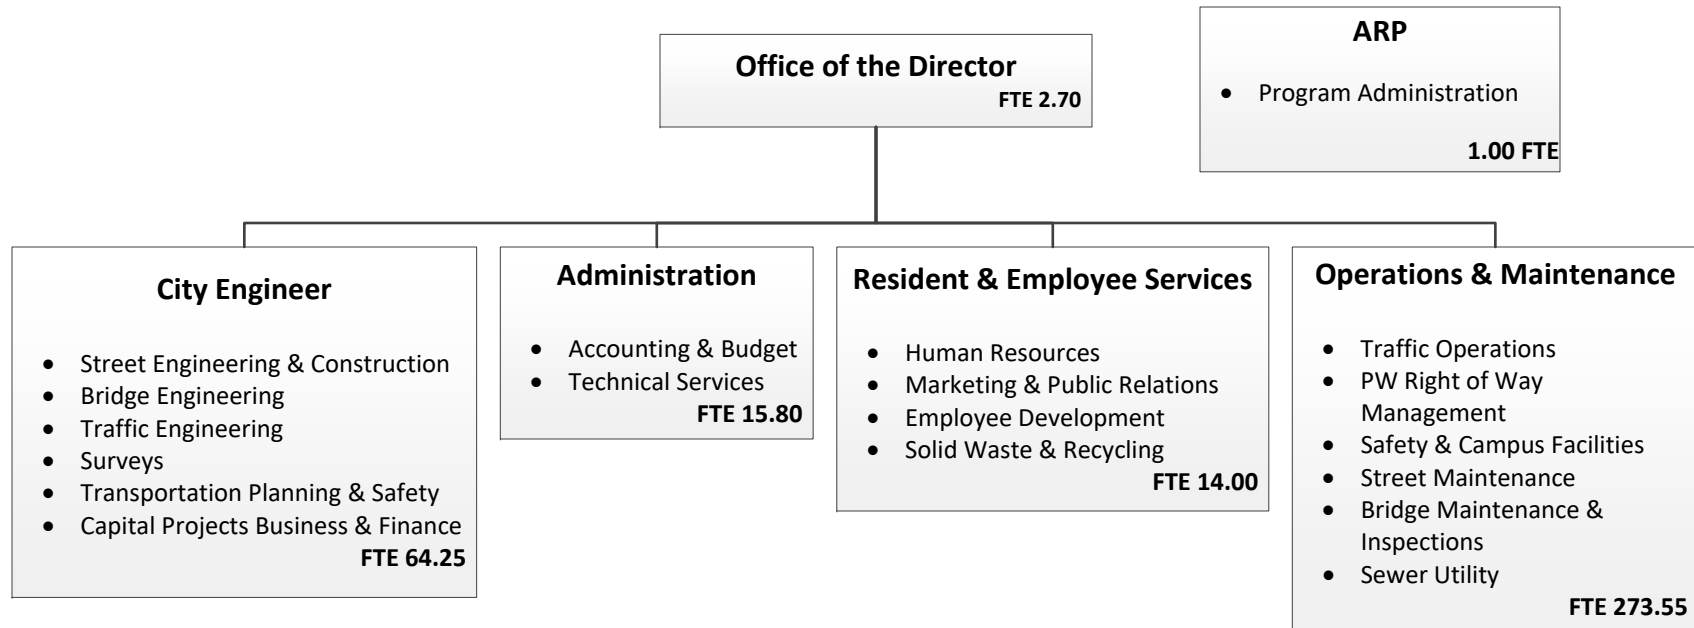 Office of the Director
FTE 2.70
ARP
• Program Administration
1.00 FTE
City Engineer
• Street Engineering & Construction
• Bridge Engineering
• Traffic Engineering
• Surveys
• Transportation Planning & Safety
• Capital Projects Business & Finance
FTE 64.25
Administration
• Accounting & Budget
• Technical Services
FTE 15.80
Resident & Employee Services
• Human Resources
• Marketing & Public Relations
• Employee Development
• Solid Waste & Recycling
FTE 14.00
Operations & Maintenance
• Traffic Operations
• PW Right of Way
Management
• Safety & Campus Facilities
• Street Maintenance
• Bridge Maintenance &
Inspections
• Sewer Utility
FTE 273.55